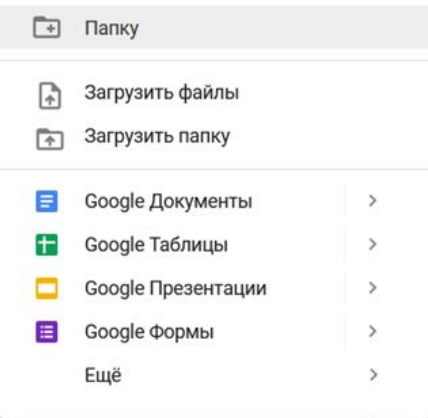 Папку
Загрузить файлы
Загрузить папку
Google Документы
Google Таблицы
Google Презентации
Google Формы
Ещё